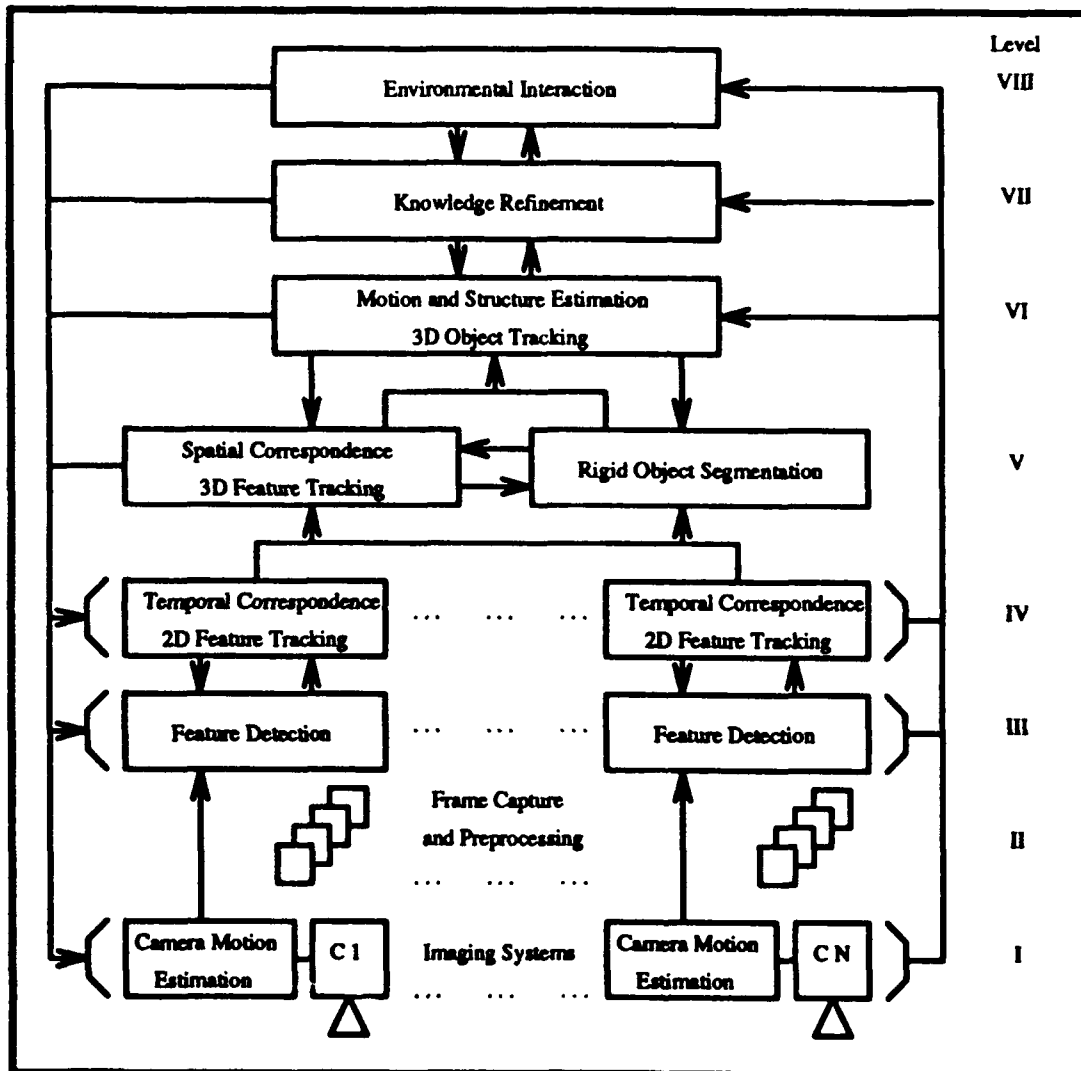 Level
Environmental Interaction VIII
Knowledge Refinement VII
Motion and Structure Estimation
3D Object Tracking
VI
Spatial Correspondence
3D Feature Tracking
Rigid Object Segmentation
V
Temporal Correspondence
2D Feature Tracking
... ... ...
Temporal Correspondence
2D Feature Tracking
IV
Feature Detection
... ... ...
Feature Detection
III
Frame Capture
and Preprocessing
... ... ...
II
Camera Motion
Estimation
C 1
Imaging Systems
... ... ...
Camera Motion
Estimation
C N
I